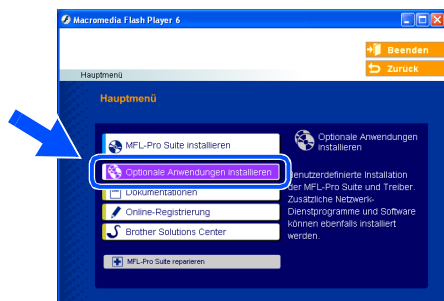 Macromedia Flash Player 6
Beenden
Zurück
Hauptmenü
Hauptmenü
MFL-Pro Suite installieren
Optionale Anwendungen installieren
Dokumentationen
Online-Registrierung
Brother Solutions Center
MFL-Pro Suite reparieren
Optionale Anwendungen
installieren
Benutzerdefinierte Installation
der MFL-Pro Suite und Treiber.
Zusätzliche Netzwerk-
Dienstprogramme und Software
können ebenfalls installiert
werden.